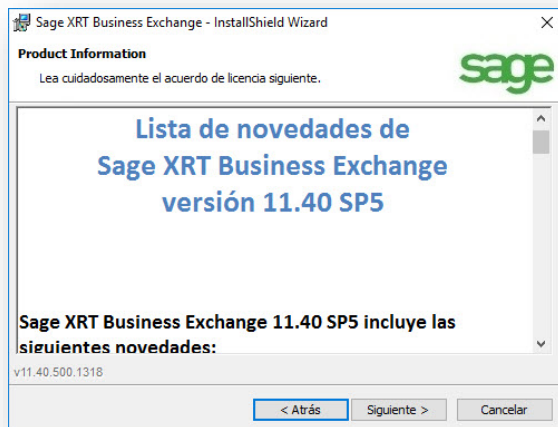 Sage XRT Business Exchange - InstallShield Wizard
Product Information
Lea cuidadosamente el acuerdo de licencia siguiente.
sage
Lista de novedades de
Sage XRT Business Exchange
versión 11.40 SP5
Sage XRT Business Exchange 11.40 SP5 incluye las
siguientes novedades:
v11.40.500.1318
< Atrás
Siguiente >
Cancelar